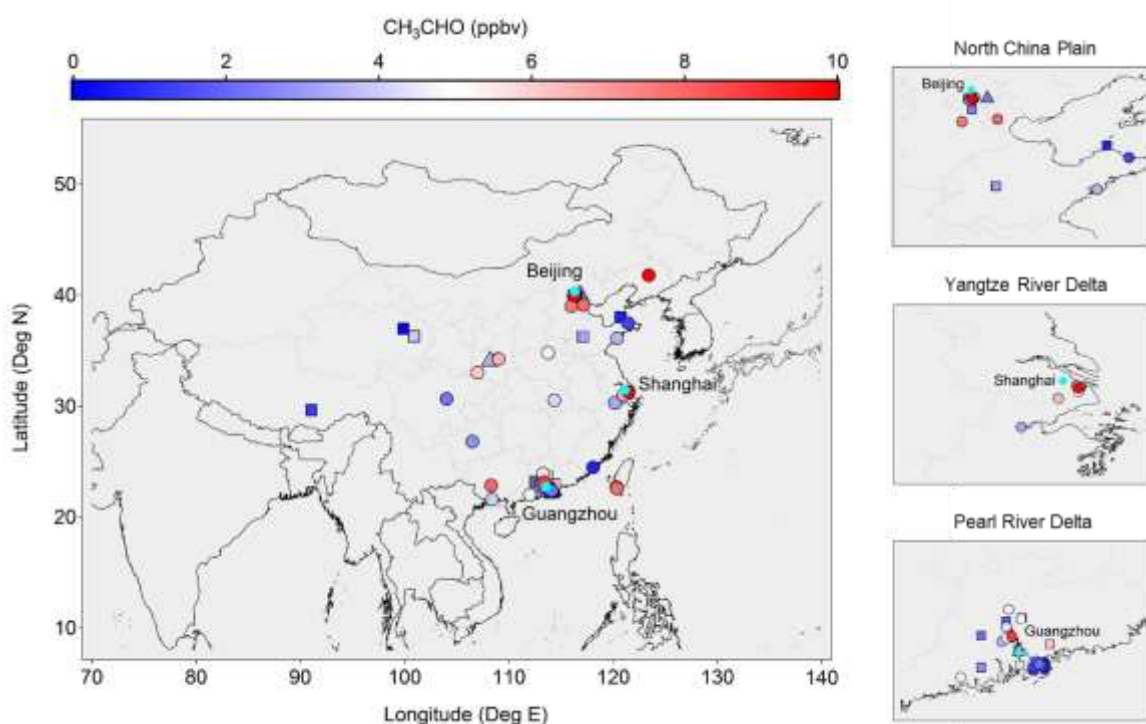 CH₃CHO (ppbv)
0 2 4 6 8 10
North China Plain
Beijing
50
Beijing
40
Latitude (Deg N)
Shanghai
30
Yangtze River Delta
Shanghai
20
Guangzhou
Pearl River Delta
Guangzhou
10
70 80 90 100 110 120 130 140
Longitude (Deg E)